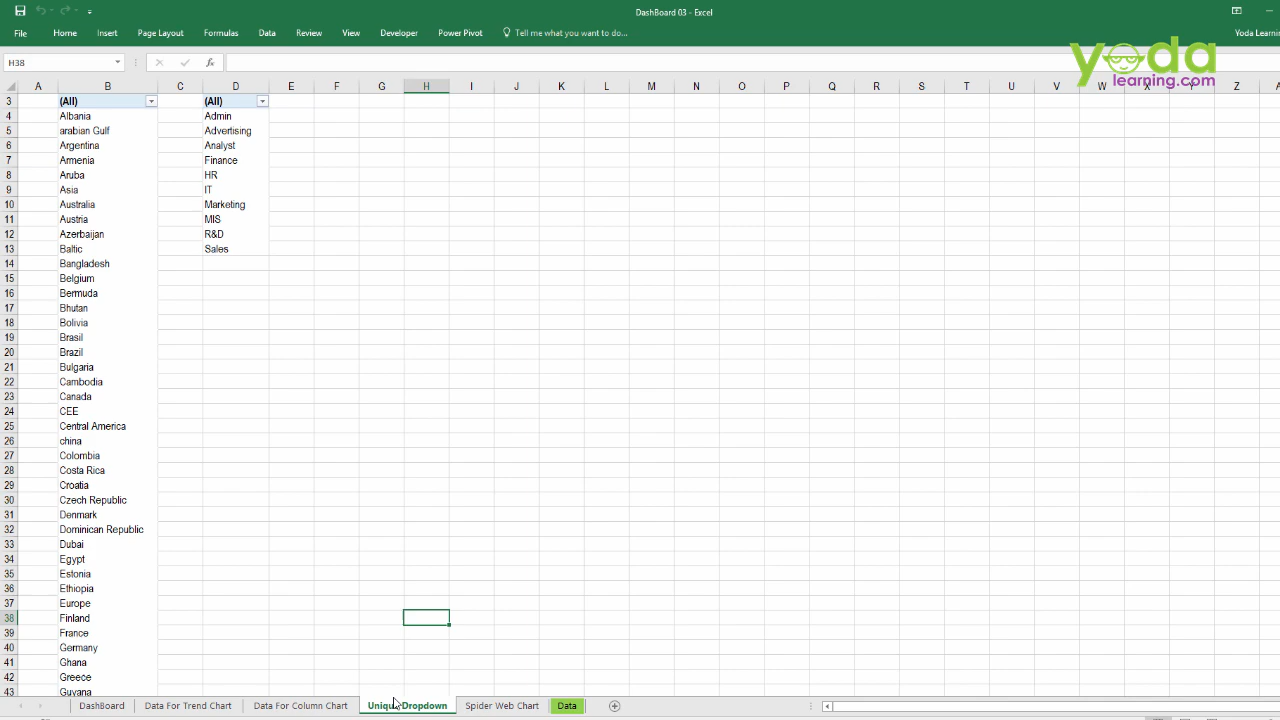 DashBoard 03 - Excel
File Home Insert Page Layout Formulas Data Review View Developer Power Pivot Tell me what you want to do... Yoda Learning
yoda
learning.com
H38 fx
A B C D E F G H I J K L M N O P Q R S T U V W X Y Z
3 (All) (All)
4 Albania Admin
5 arabian Gulf Advertising
6 Argentina Analyst
7 Armenia Finance
8 Aruba HR
9 Asia IT
10 Australia Marketing
11 Austria MIS
12 Azerbaijan R&D
13 Baltic Sales
14 Bangladesh
15 Belgium
16 Bermuda
17 Bhutan
18 Bolivia
19 Brasil
20 Brazil
21 Bulgaria
22 Cambodia
23 Canada
24 CEE
25 Central America
26 china
27 Colombia
28 Costa Rica
29 Croatia
30 Czech Republic
31 Denmark
32 Dominican Republic
33 Dubai
34 Egypt
35 Estonia
36 Ethiopia
37 Europe
38 Finland
39 France
40 Germany
41 Ghana
42 Greece
43 Guyana
DashBoard Data For Trend Chart Data For Column Chart Unique Dropdown Spider Web Chart Data